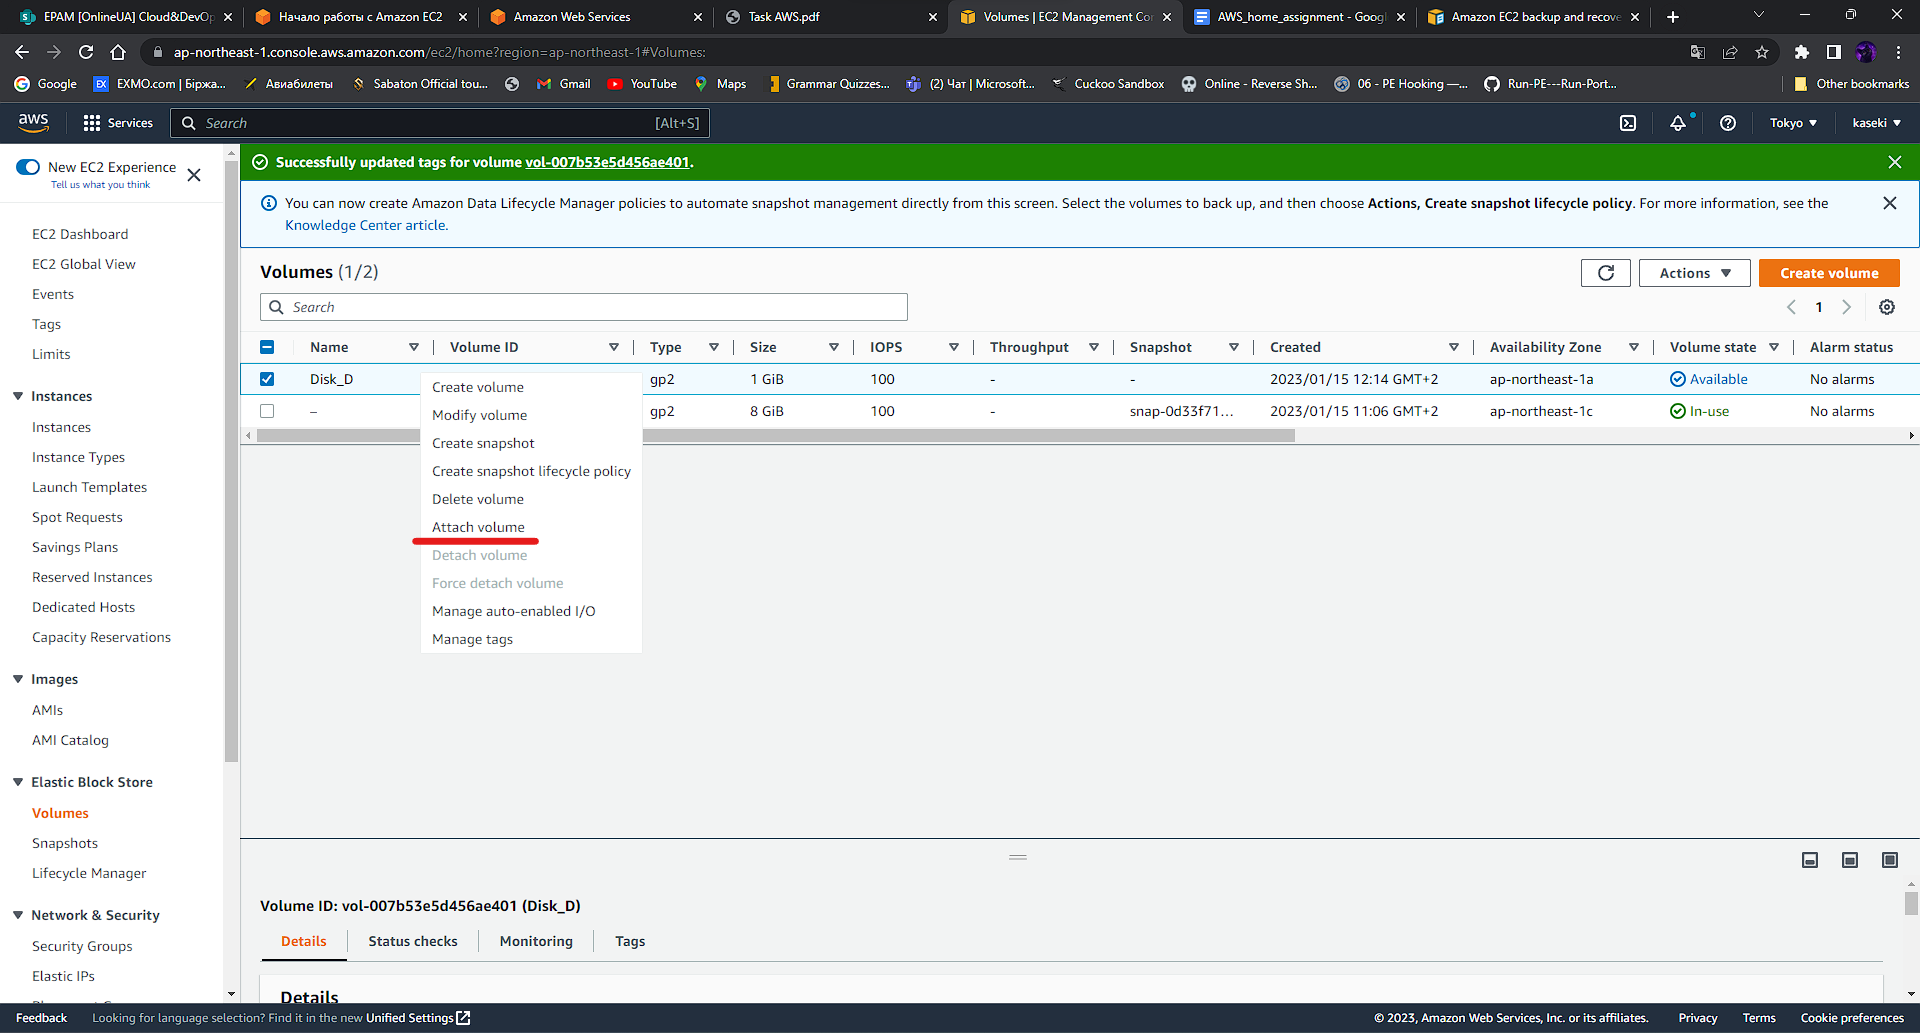 EPAM [OnlineUA] Cloud&DevOp
Начало работы с Amazon EC2
Amazon Web Services
Task AWS.pdf
Volumes | EC2 Management Co
AWS_home_assignment - Googl
Amazon EC2 backup and recove
ap-northeast-1.console.aws.amazon.com/ec2/home?region=ap-northeast-1#Volumes:
Google
EXMO.com | Біржа...
Авиабилеты
Sabaton Official tou...
Gmail
YouTube
Maps
Grammar Quizzes...
(2) Чат | Microsoft...
Cuckoo Sandbox
Online - Reverse Sh...
06 - PE Hooking —...
Run-PE---Run-Port...
Other bookmarks
aws
Services
Search
[Alt+S]
Tokyo
kaseki
New EC2 Experience
Tell us what you think
EC2 Dashboard
EC2 Global View
Events
Tags
Limits
Instances
Instances
Instance Types
Launch Templates
Spot Requests
Savings Plans
Reserved Instances
Dedicated Hosts
Capacity Reservations
Images
AMIs
AMI Catalog
Elastic Block Store
Volumes
Snapshots
Lifecycle Manager
Network & Security
Security Groups
Elastic IPs
Successfully updated tags for volume vol-007b53e5d456ae401.
You can now create Amazon Data Lifecycle Manager policies to automate snapshot management directly from this screen. Select the volumes to back up, and then choose Actions, Create snapshot lifecycle policy. For more information, see the
Knowledge Center article.
Volumes (1/2)
Actions
Create volume
Search
1
Name Volume ID Type Size IOPS Throughput Snapshot Created Availability Zone Volume state Alarm status
Disk_D gp2 1 GiB 100 - - 2023/01/15 12:14 GMT+2 ap-northeast-1a Available No alarms
– gp2 8 GiB 100 - snap-0d33f71... 2023/01/15 11:06 GMT+2 ap-northeast-1c In-use No alarms
Create volume
Modify volume
Create snapshot
Create snapshot lifecycle policy
Delete volume
Attach volume
Detach volume
Force detach volume
Manage auto-enabled I/O
Manage tags
Volume ID: vol-007b53e5d456ae401 (Disk_D)
Details
Status checks
Monitoring
Tags
Details
Feedback
Looking for language selection? Find it in the new Unified Settings
© 2023, Amazon Web Services, Inc. or its affiliates.
Privacy
Terms
Cookie preferences